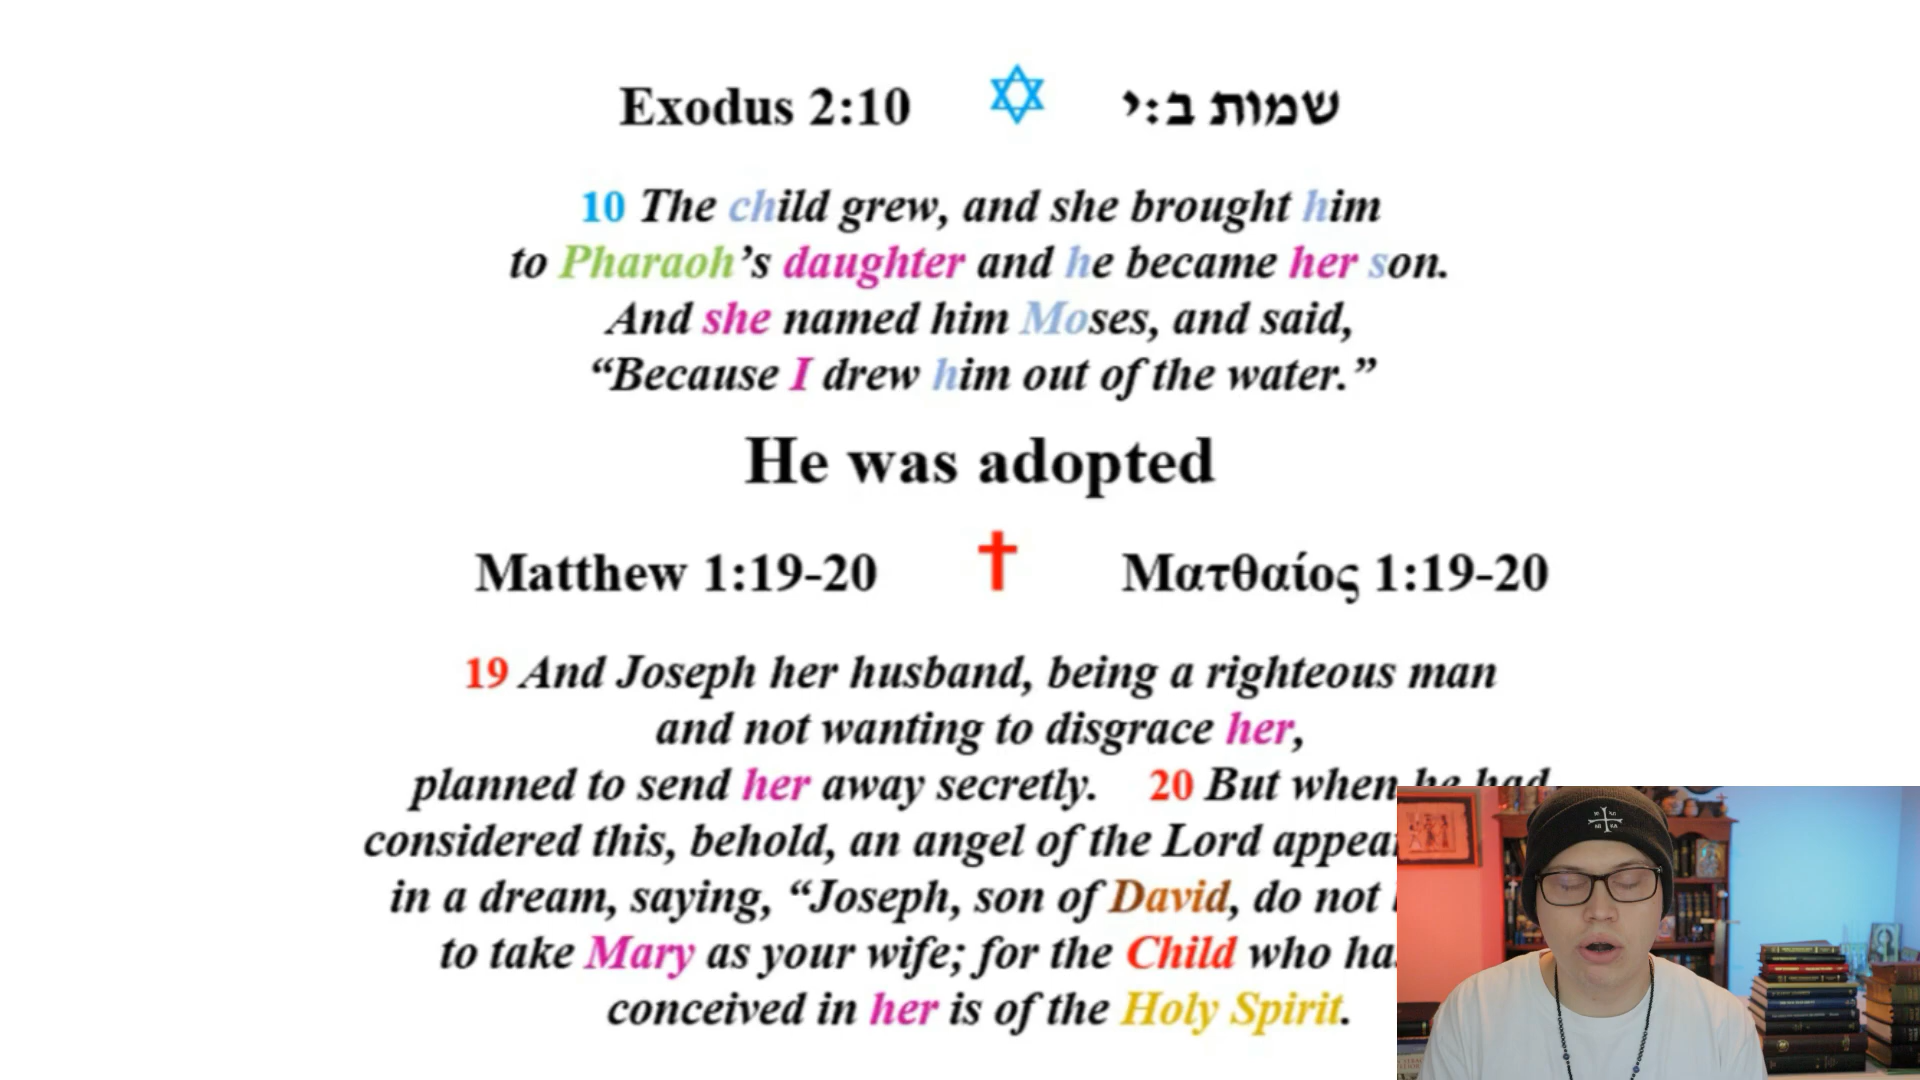 Exodus 2:10 ✡ שמות ב:י
10 The child grew, and she brought him
to Pharaoh’s daughter and he became her son.
And she named him Moses, and said,
“Because I drew him out of the water.”
He was adopted
Matthew 1:19-20 ✝ Ματθαίος 1:19-20
19 And Joseph her husband, being a righteous man
and not wanting to disgrace her,
planned to send her away secretly. 20 But when he had
considered this, behold, an angel of the Lord appea
in a dream, saying, “Joseph, son of David, do not
to take Mary as your wife; for the Child who ha
conceived in her is of the Holy Spirit.